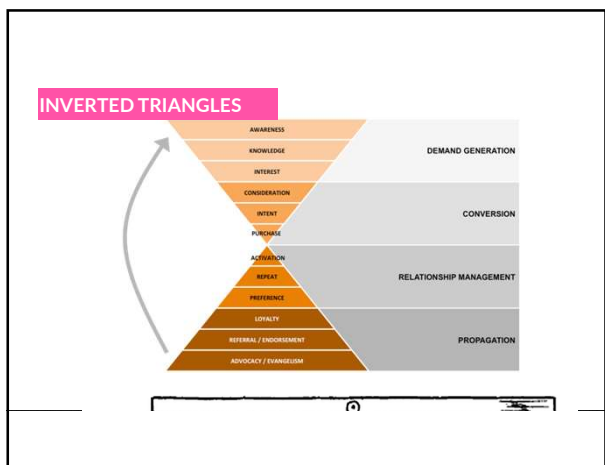 INVERTED TRIANGLES
AWARENESS
KNOWLEDGE
INTEREST
DEMAND GENERATION
CONSIDERATION
INTENT
PURCHASE
CONVERSION
ACTIVATION
REPEAT
PREFERENCE
RELATIONSHIP MANAGEMENT
LOYALTY
REFERRAL / ENDORSEMENT
ADVOCACY / EVANGELISM
PROPAGATION